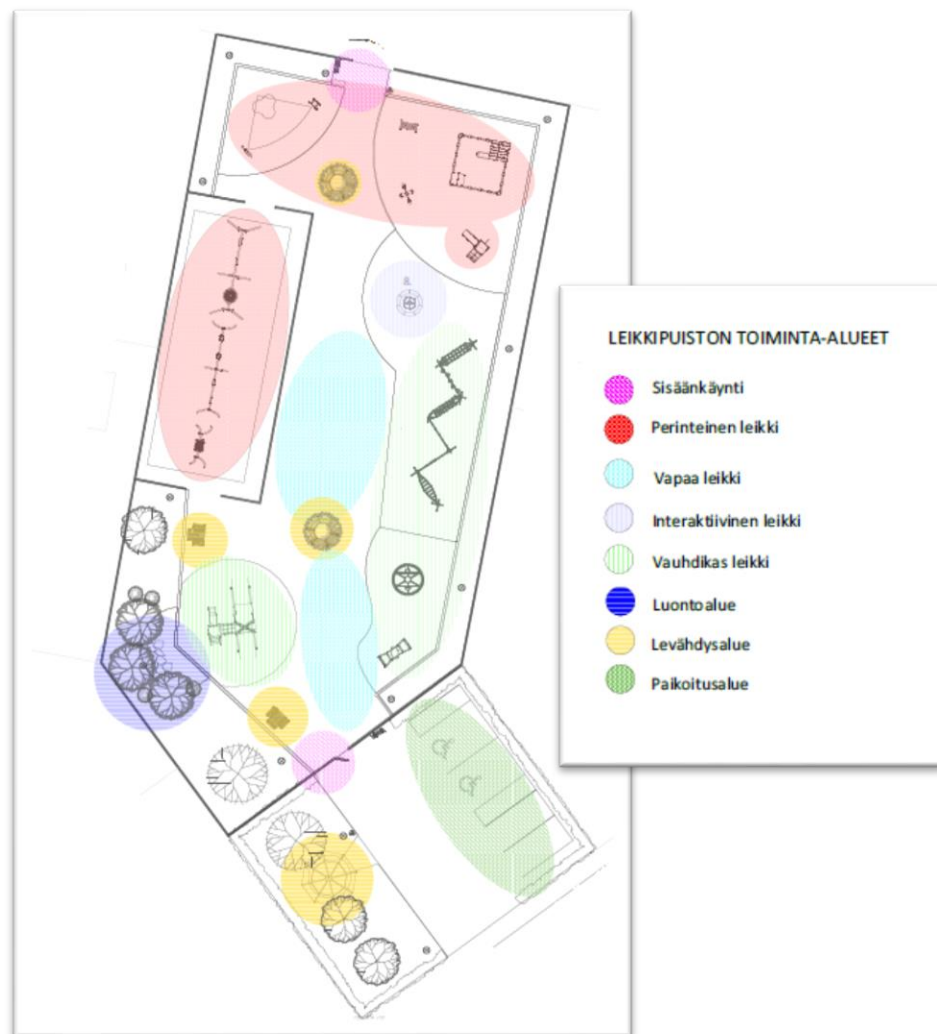 LEIKKIPUISTON TOIMINTA-ALUEET
Sisäänkäynti
Perinteinen leikki
Vapaa leikki
Interaktiivinen leikki
Vauhdikas leikki
Luontoalue
Levähdysalue
Paikoitusalue